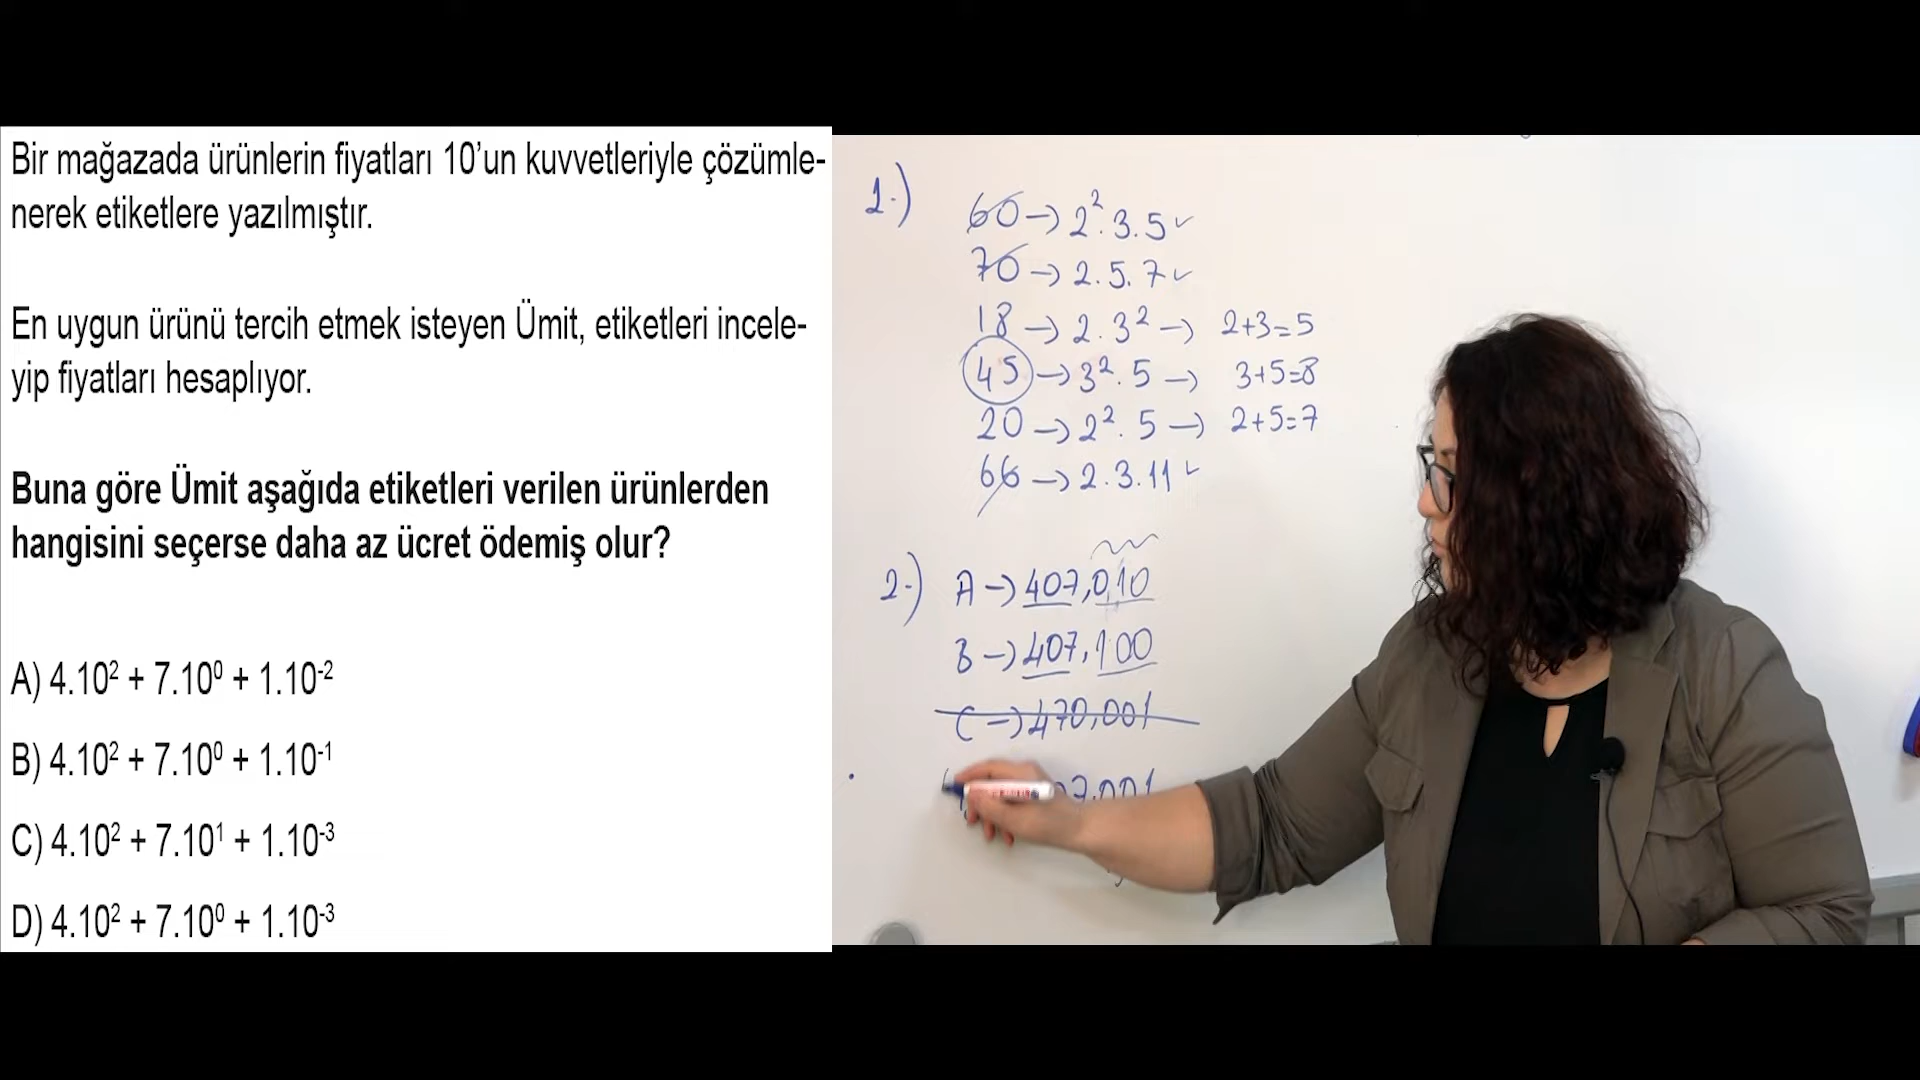 Bir mağazada ürünlerin fiyatları 10’un kuvvetleriyle çözümle-
nerek etiketlere yazılmıştır.
En uygun ürünü tercih etmek isteyen Ümit, etiketleri incele-
yip fiyatları hesaplıyor.
Buna göre Ümit aşağıda etiketleri verilen ürünlerden
hangisini seçerse daha az ücret ödemiş olur?
A) 4.10² + 7.10⁰ + 1.10⁻²
B) 4.10² + 7.10⁰ + 1.10⁻¹
C) 4.10² + 7.10¹ + 1.10⁻³
D) 4.10² + 7.10⁰ + 1.10⁻³
1.)
60 → 2².3.5 ✓
70 → 2.5.7 ✓
18 → 2.3² → 2+3=5
45 → 3².5 → 3+5=8
20 → 2².5 → 2+5=7
66 → 2.3.11 ✓
2.) A → 407,010
B → 407,100
C → 470,001
07,001